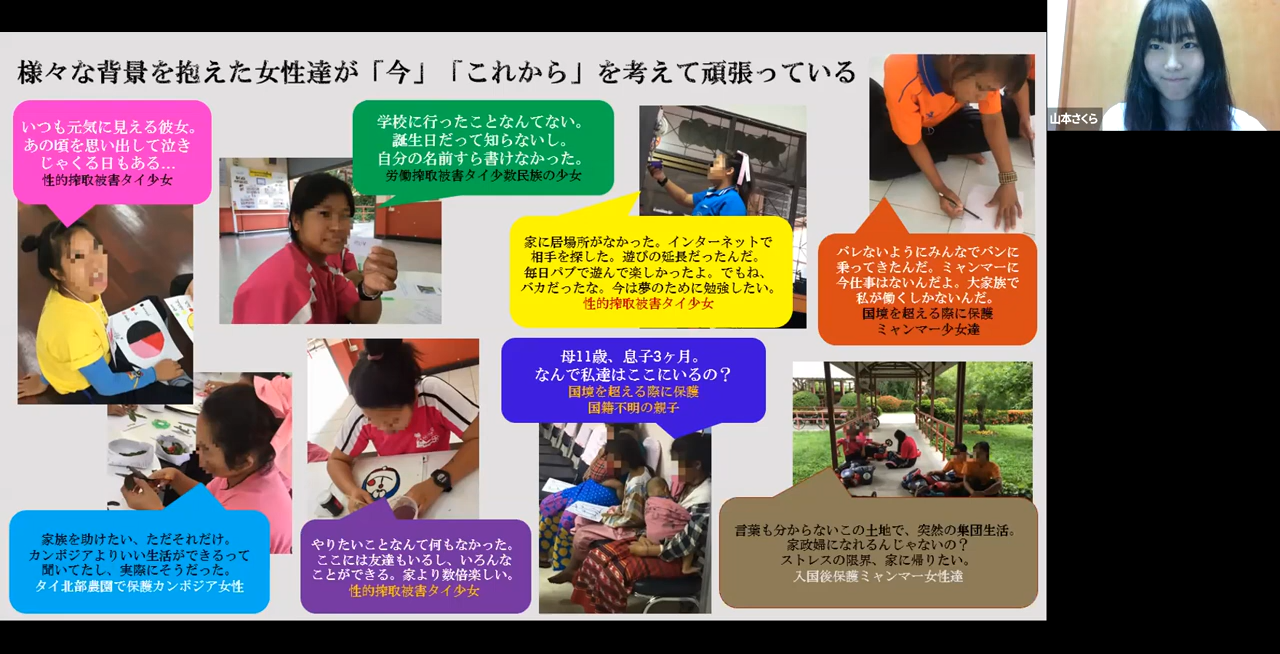 様々な背景を抱えた女性達が「今」「これから」を考えて頑張っている
いつも元気に見える彼女。
あの頃を思い出して泣き
じゃくる日もある…
性的搾取被害タイ少女
学校に行ったことなんてない。
誕生日だって知らないし。
自分の名前すら書けなかった。
労働搾取被害タイ少数民族の少女
家に居場所がなかった。インターネットで
相手を探した。遊びの延長だったんだ。
毎日パブで遊んで楽しかったよ。でもね、
バカだったな。今は夢のために勉強したい。
性的搾取被害タイ少女
バレないようにみんなでバンに
乗ってきたんだ。ミャンマーに
今仕事はないんだよ。大家族で
私が働くしかないんだ。
国境を超える際に保護
ミャンマー少女達
母11歳、息子3ヶ月。
なんで私達はここにいるの？
国境を超える際に保護
国籍不明の親子
家族を助けたい、ただそれだけ。
カンボジアよりいい生活ができるって
聞いてたし、実際にそうだった。
タイ北部農園で保護カンボジア女性
やりたいことなんて何もなかった。
ここには友達もいるし、いろんな
ことができる。家より数倍楽しい。
性的搾取被害タイ少女
言葉も分からないこの土地で、突然の集団生活。
家政婦になれるんじゃないの？
ストレスの限界、家に帰りたい。
入国後保護ミャンマー女性達
山本さくら